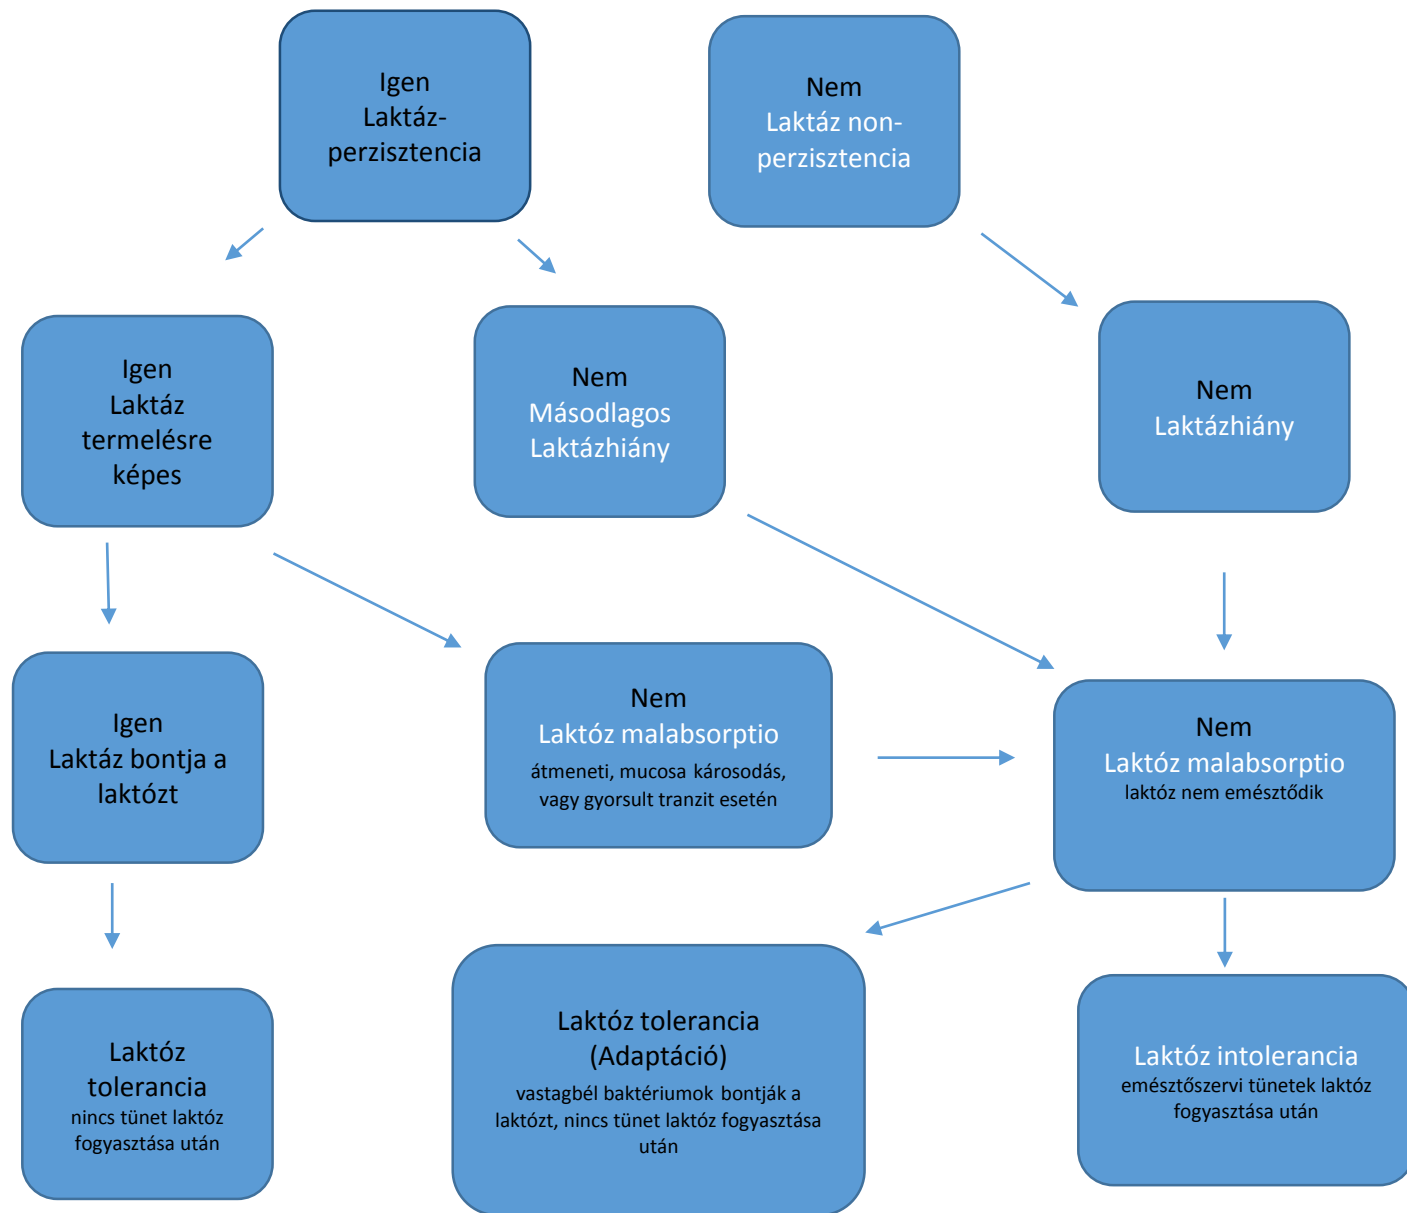 Igen
Laktáz-
perzisztencia
Nem
Laktáz non-
perzisztencia
Igen
Laktáz
termelésre
képes
Nem
Másodlagos
Laktázhiány
Nem
Laktázhiány
Igen
Laktáz bontja a
laktózt
Nem
Laktóz malabsorptio
átmeneti, mucosa károsodás,
vagy gyorsult tranzit esetén
Nem
Laktóz malabsorptio
laktóz nem emésztődik
Laktóz
tolerancia
nincs tünet laktóz
fogyasztása után
Laktóz tolerancia
(Adaptáció)
vastagbél baktériumok bontják a
laktózt, nincs tünet laktóz fogyasztása
után
Laktóz intolerancia
emésztőszervi tünetek laktóz
fogyasztása után